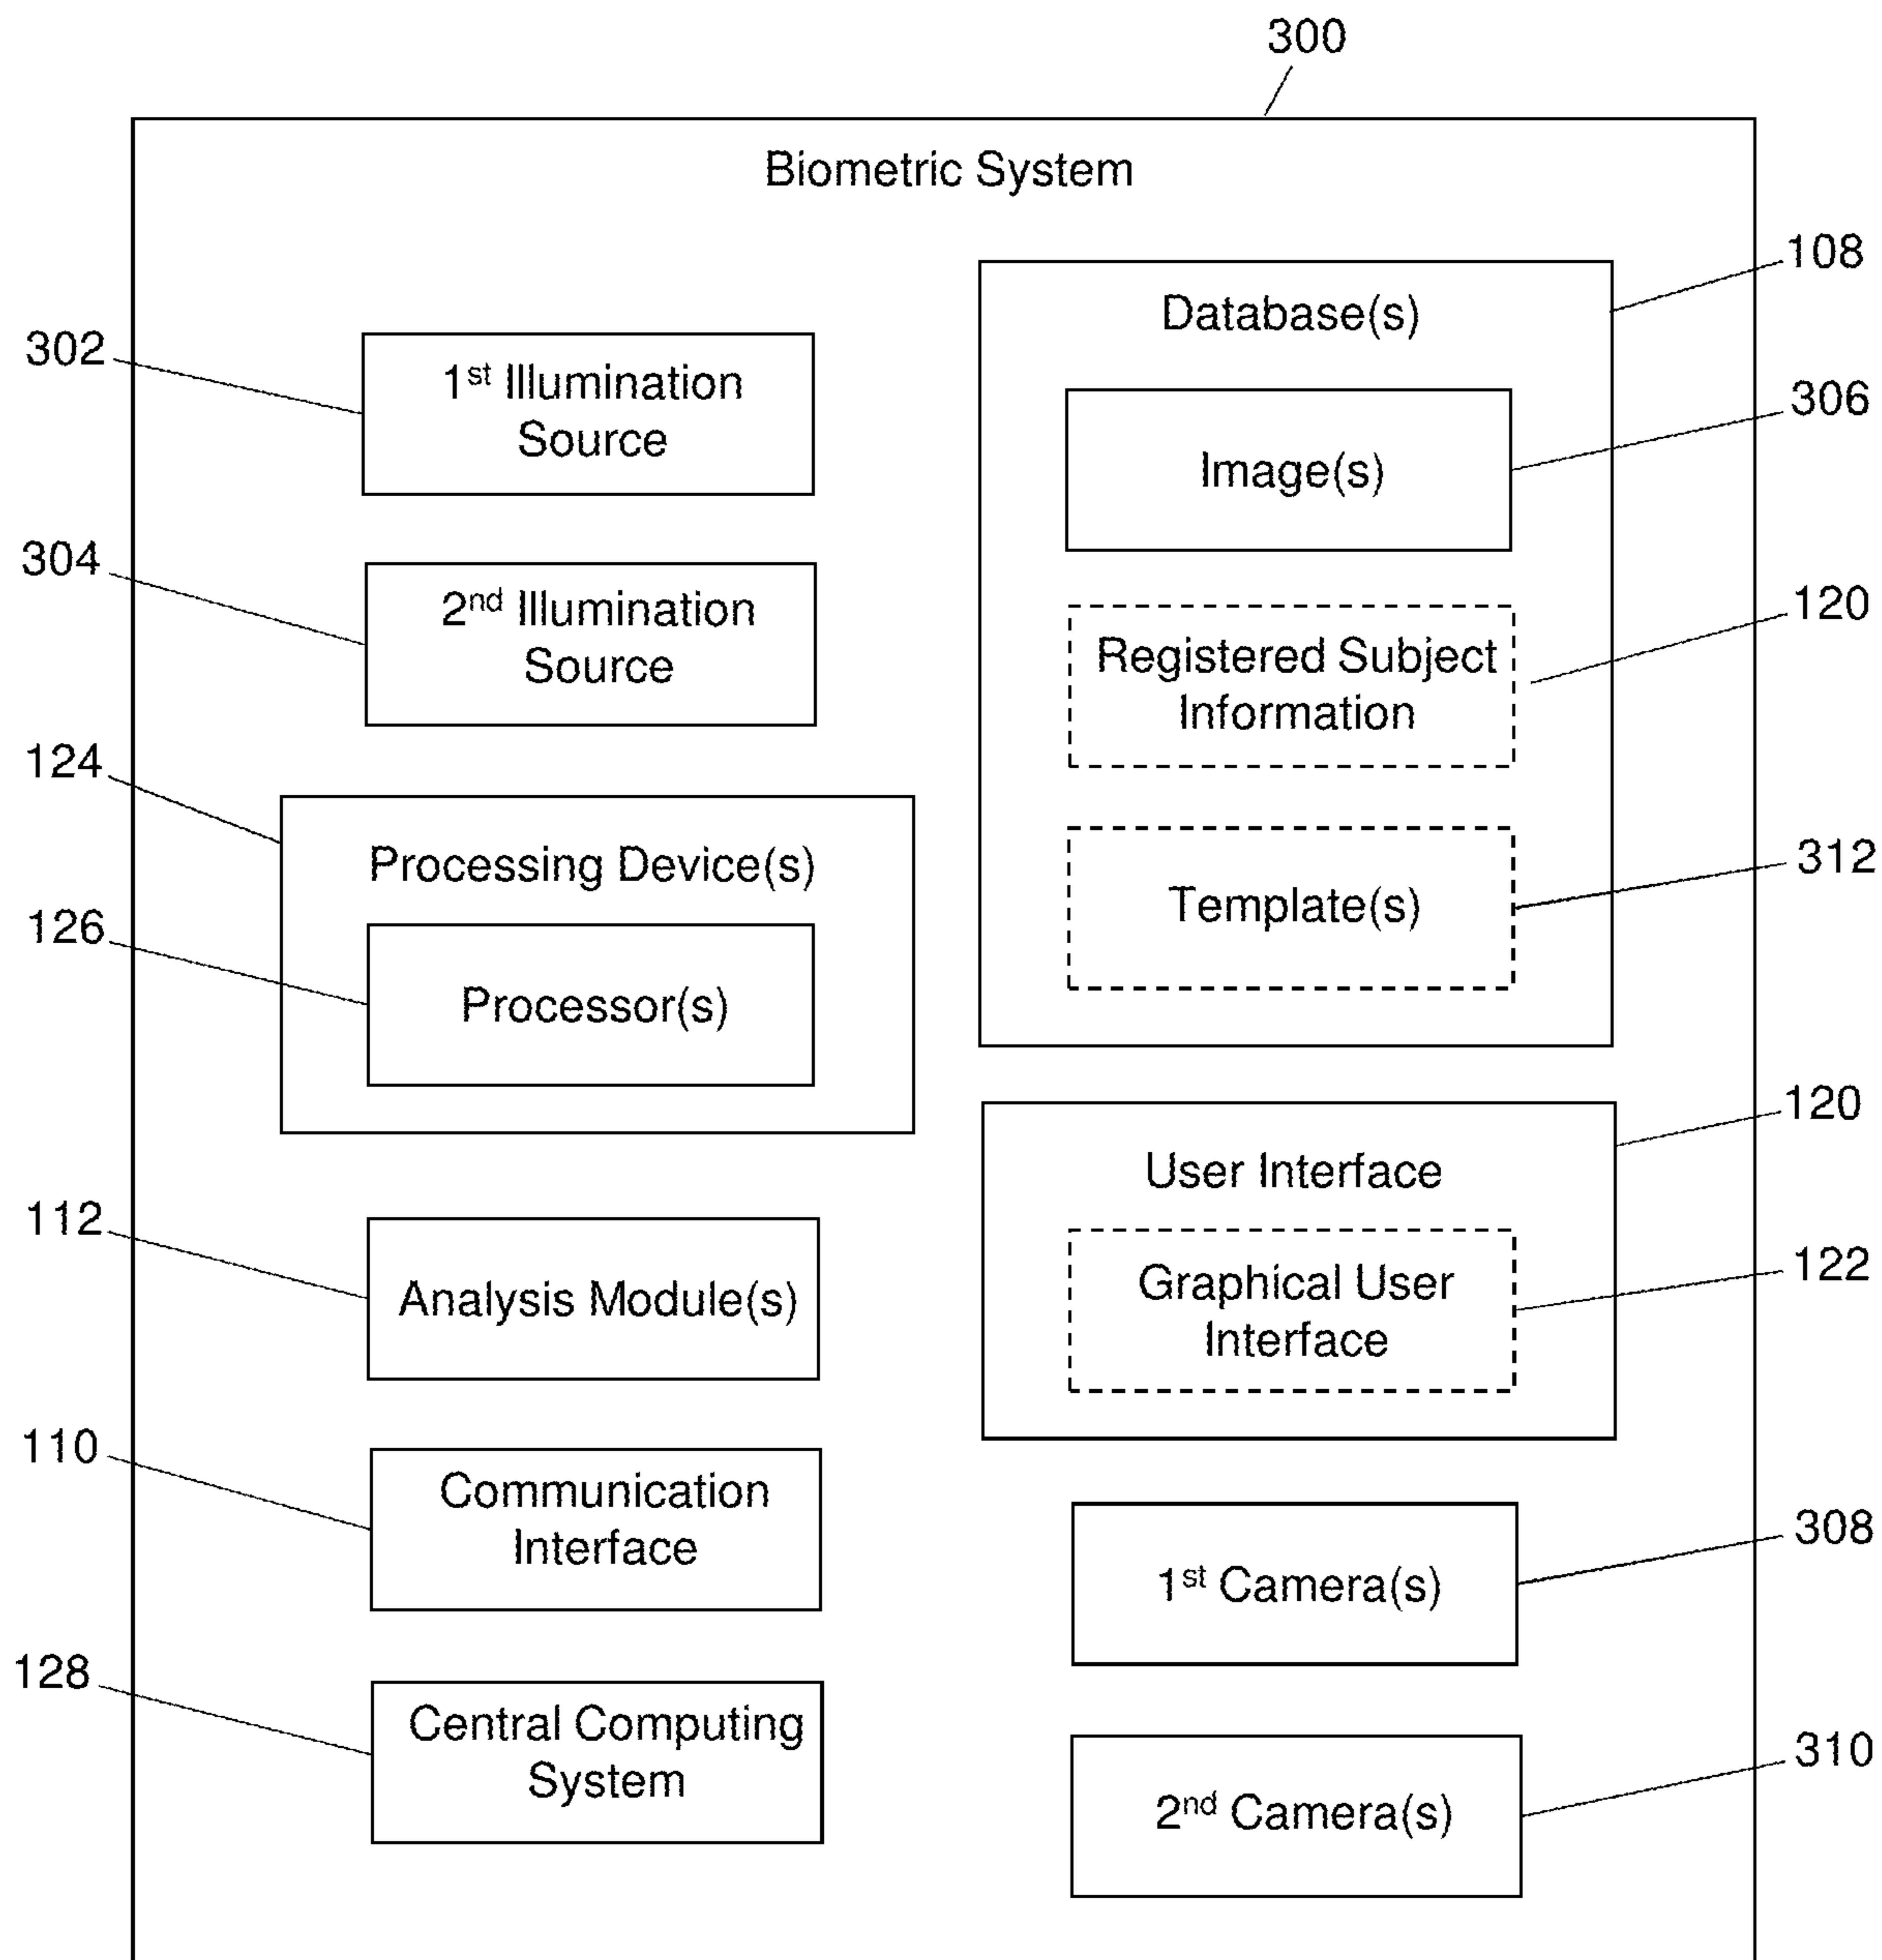 300
Biometric System
302
1st Illumination
Source
304
2nd Illumination
Source
124
Processing Device(s)
126
Processor(s)
112
Analysis Module(s)
110
Communication
Interface
128
Central Computing
System
108
Database(s)
306
Image(s)
120
Registered Subject
Information
312
Template(s)
120
User Interface
122
Graphical User
Interface
308
1st Camera(s)
310
2nd Camera(s)